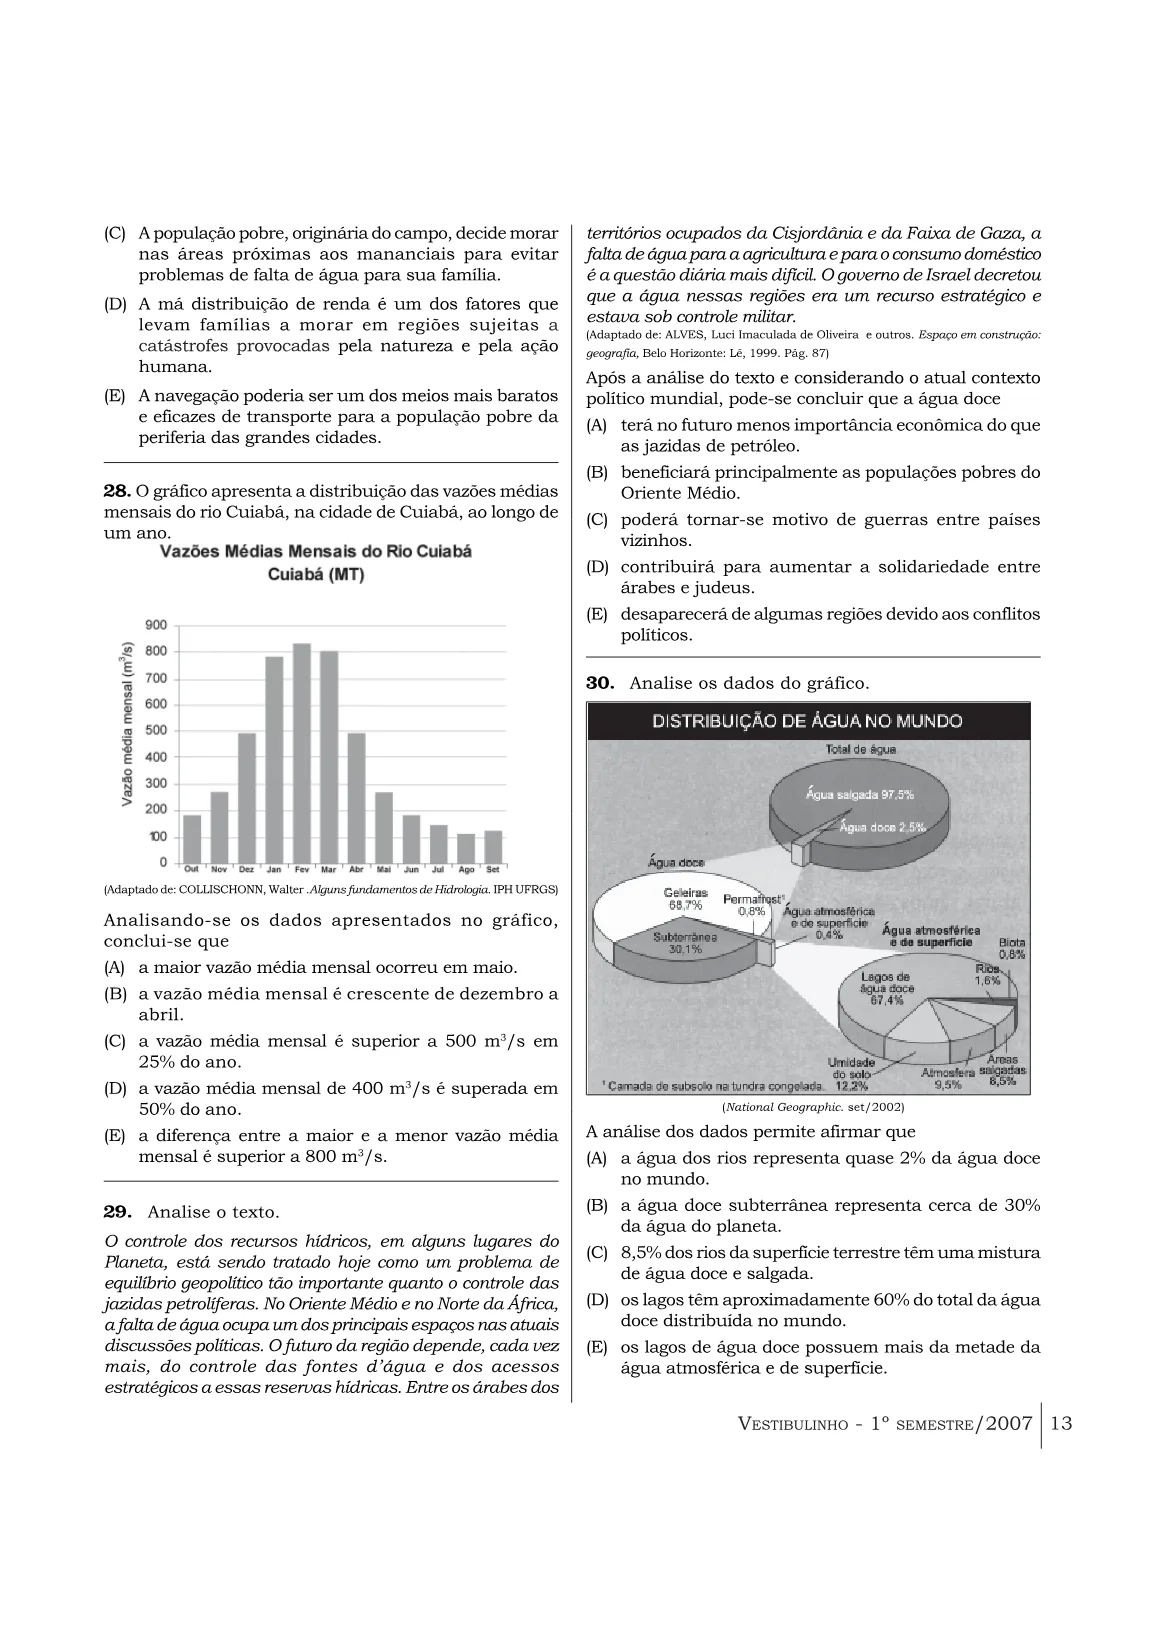 (C) A população pobre, originária do campo, decide morar
nas áreas próximas aos mananciais para evitar
problemas de falta de água para sua família.
(D) A má distribuição de renda é um dos fatores que
levam famílias a morar em regiões sujeitas a
catástrofes provocadas pela natureza e pela ação
humana.
(E) A navegação poderia ser um dos meios mais baratos
e eficazes de transporte para a população pobre da
periferia das grandes cidades.
28. O gráfico apresenta a distribuição das vazões médias
mensais do rio Cuiabá, na cidade de Cuiabá, ao longo de
um ano.
Vazões Médias Mensais do Rio Cuiabá
Cuiabá (MT)
Vazão média mensal (m³/s)
900
800
700
600
500
400
300
200
100
0
Out Nov Dez Jan Fev Mar Abr Mai Jun Jul Ago Set
(Adaptado de: COLLISCHONN, Walter .Alguns fundamentos de Hidrologia. IPH UFRGS)
Analisando-se os dados apresentados no gráfico,
conclui-se que
(A) a maior vazão média mensal ocorreu em maio.
(B) a vazão média mensal é crescente de dezembro a
abril.
(C) a vazão média mensal é superior a 500 m³/s em
25% do ano.
(D) a vazão média mensal de 400 m³/s é superada em
50% do ano.
(E) a diferença entre a maior e a menor vazão média
mensal é superior a 800 m³/s.
29. Analise o texto.
O controle dos recursos hídricos, em alguns lugares do
Planeta, está sendo tratado hoje como um problema de
equilíbrio geopolítico tão importante quanto o controle das
jazidas petrolíferas. No Oriente Médio e no Norte da África,
a falta de água ocupa um dos principais espaços nas atuais
discussões políticas. O futuro da região depende, cada vez
mais, do controle das fontes d'água e dos acessos
estratégicos a essas reservas hídricas. Entre os árabes dos
territórios ocupados da Cisjordânia e da Faixa de Gaza, a
falta de água para a agricultura e para o consumo doméstico
é a questão diária mais difícil. O governo de Israel decretou
que a água nessas regiões era um recurso estratégico e
estava sob controle militar.
(Adaptado de: ALVES, Luci Imaculada de Oliveira e outros. Espaço em construção:
geografia, Belo Horizonte: Lê, 1999. Pág. 87)
Após a análise do texto e considerando o atual contexto
político mundial, pode-se concluir que a água doce
(A) terá no futuro menos importância econômica do que
as jazidas de petróleo.
(B) beneficiará principalmente as populações pobres do
Oriente Médio.
(C) poderá tornar-se motivo de guerras entre países
vizinhos.
(D) contribuirá para aumentar a solidariedade entre
árabes e judeus.
(E) desaparecerá de algumas regiões devido aos conflitos
políticos.
30. Analise os dados do gráfico.
DISTRIBUIÇÃO DE ÁGUA NO MUNDO
Total de água
Água salgada 97,5%
Água doce 2,5%
Água doce
Geleiras
68,7%
Permafrost¹
0,8%
Água atmosférica
e de superfície
0,4%
Subterrânea
30,1%
Água atmosférica
e de superfície
Biota
0,8%
Rios
1,6%
Lagos de
água doce
67,4%
Umidade
do solo
12,2%
Atmosfera
9,5%
Áreas
salgadas
8,5%
¹ Camada de subsolo na tundra congelada.
(National Geographic. set/2002)
A análise dos dados permite afirmar que
(A) a água dos rios representa quase 2% da água doce
no mundo.
(B) a água doce subterrânea representa cerca de 30%
da água do planeta.
(C) 8,5% dos rios da superfície terrestre têm uma mistura
de água doce e salgada.
(D) os lagos têm aproximadamente 60% do total da água
doce distribuída no mundo.
(E) os lagos de água doce possuem mais da metade da
água atmosférica e de superfície.
VESTIBULINHO - 1º SEMESTRE/2007 13